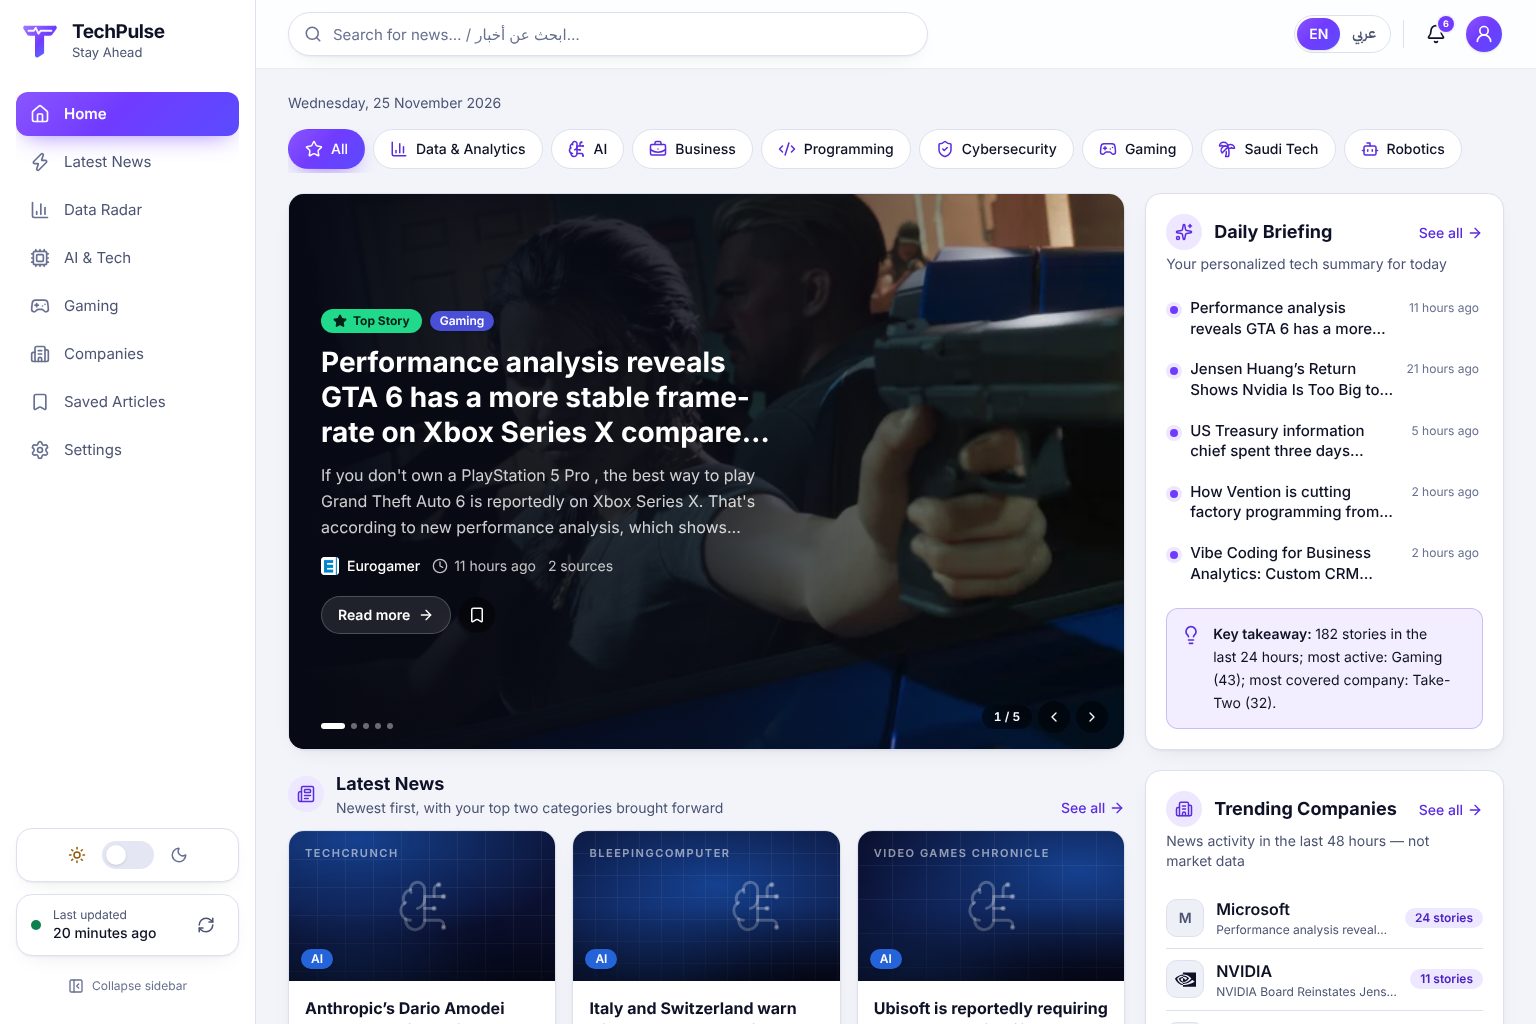 TechPulse
Stay Ahead
Home
Latest News
Data Radar
AI & Tech
Gaming
Companies
Saved Articles
Settings
Last updated
20 minutes ago
Collapse sidebar
Search for news... / ابحث عن أخبار...
EN
عربي
6
Wednesday, 25 November 2026
All
Data & Analytics
AI
Business
Programming
Cybersecurity
Gaming
Saudi Tech
Robotics
Top Story
Gaming
Performance analysis reveals
GTA 6 has a more stable frame-
rate on Xbox Series X compare...
If you don't own a PlayStation 5 Pro , the best way to play
Grand Theft Auto 6 is reportedly on Xbox Series X. That's
according to new performance analysis, which shows...
E Eurogamer 11 hours ago 2 sources
Read more
1 / 5
Daily Briefing
See all
Your personalized tech summary for today
Performance analysis 11 hours ago
reveals GTA 6 has a more...
Jensen Huang’s Return 21 hours ago
Shows Nvidia Is Too Big to...
US Treasury information 5 hours ago
chief spent three days...
How Vention is cutting 2 hours ago
factory programming from...
Vibe Coding for Business 2 hours ago
Analytics: Custom CRM...
Key takeaway: 182 stories in the
last 24 hours; most active: Gaming
(43); most covered company: Take-
Two (32).
Latest News
Newest first, with your top two categories brought forward
See all
TECHCRUNCH
AI
Anthropic’s Dario Amodei
BLEEPINGCOMPUTER
AI
Italy and Switzerland warn
VIDEO GAMES CHRONICLE
AI
Ubisoft is reportedly requiring
Trending Companies
See all
News activity in the last 48 hours — not
market data
M
Microsoft
Performance analysis reveal...
24 stories
NVIDIA
NVIDIA Board Reinstates Jens...
11 stories